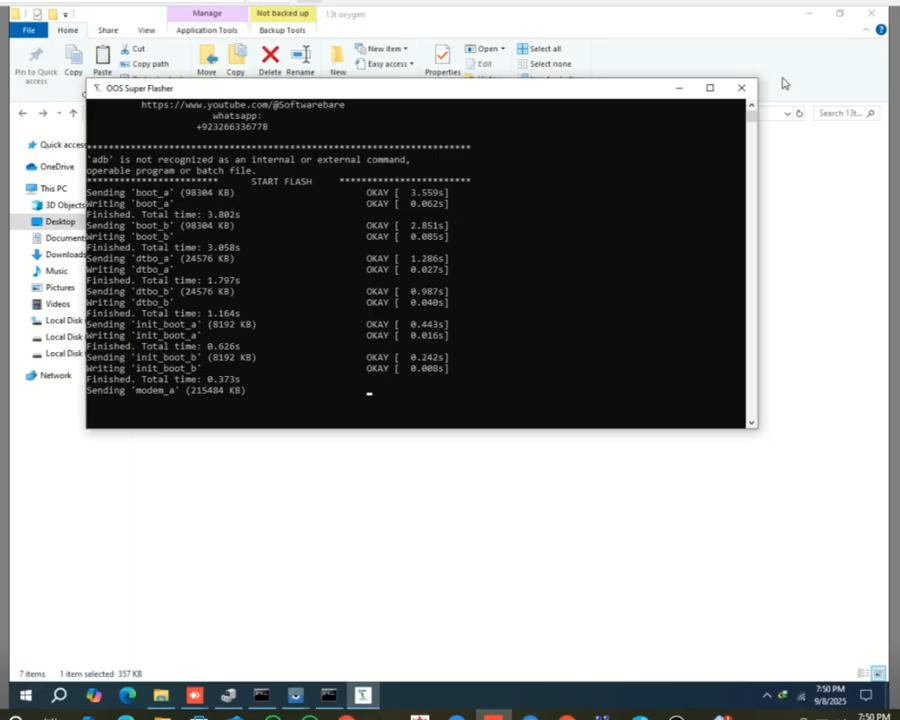 Manage
Not backed up
13t oxygen
File
Home
Share
View
Application Tools
Backup Tools
Pin to Quick access
Copy
Paste
Cut
Copy path
Move
Copy
Delete
Rename
New
New item
Easy access
Properties
Open
Edit
Select all
Select none
Search 13t...
OOS Super Flasher
https://www.youtube.com/@Softwarebare
whatsapp:
+923266336778
'adb' is not recognized as an internal or external command,
operable program or batch file.
START FLASH
Sending 'boot_a' (98304 KB) OKAY [ 3.559s]
Writing 'boot_a' OKAY [ 0.062s]
Finished. Total time: 3.802s
Sending 'boot_b' (98304 KB) OKAY [ 2.851s]
Writing 'boot_b' OKAY [ 0.085s]
Finished. Total time: 3.058s
Sending 'dtbo_a' (24576 KB) OKAY [ 1.286s]
Writing 'dtbo_a' OKAY [ 0.027s]
Finished. Total time: 1.797s
Sending 'dtbo_b' (24576 KB) OKAY [ 0.987s]
Writing 'dtbo_b' OKAY [ 0.040s]
Finished. Total time: 1.164s
Sending 'init_boot_a' (8192 KB) OKAY [ 0.443s]
Writing 'init_boot_a' OKAY [ 0.016s]
Finished. Total time: 0.626s
Sending 'init_boot_b' (8192 KB) OKAY [ 0.242s]
Writing 'init_boot_b' OKAY [ 0.008s]
Finished. Total time: 0.373s
Sending 'modem_a' (215484 KB)
Quick access
OneDrive
This PC
3D Objects
Desktop
Document
Downloads
Music
Pictures
Videos
Local Disk
Local Disk
Local Disk
Network
7 items
1 item selected 357 KB
7:50 PM
9/8/2025
7:50 PM